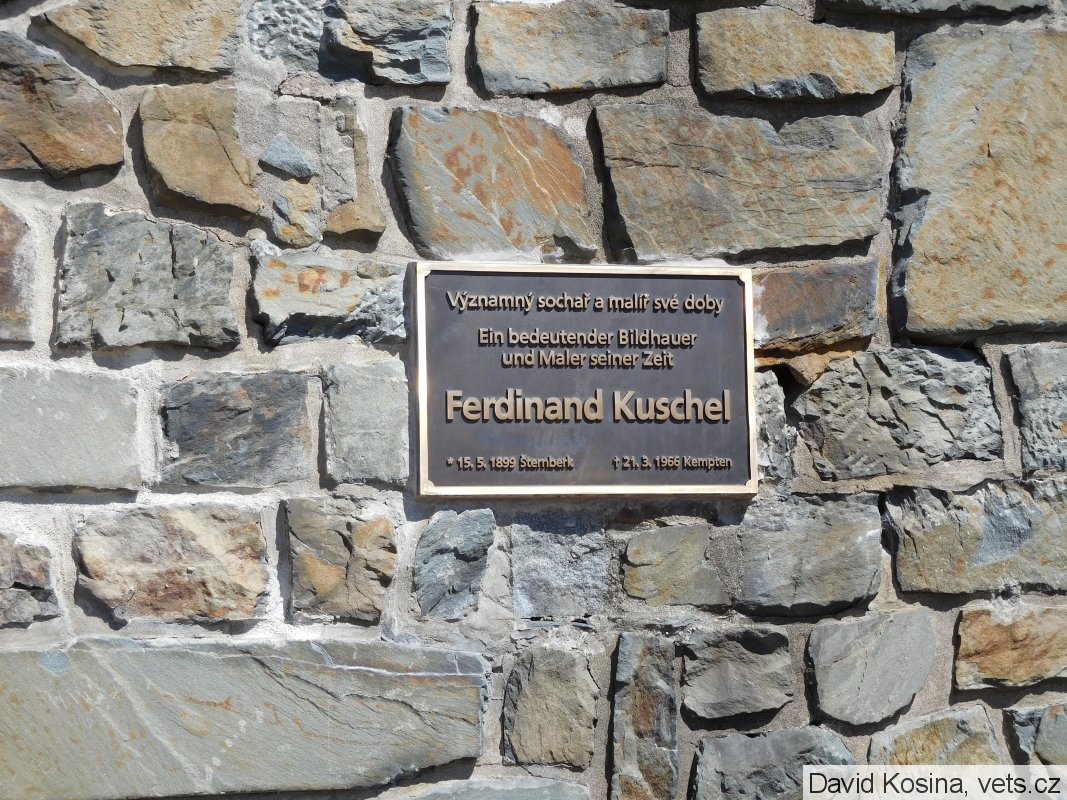 Významný sochař a malíř své doby
Ein bedeutender Bildhauer
und Maler seiner Zeit
Ferdinand Kuschel
* 15. 5. 1899 Šternberk
† 21. 3. 1966 Kempten
David Kosina, vets.cz